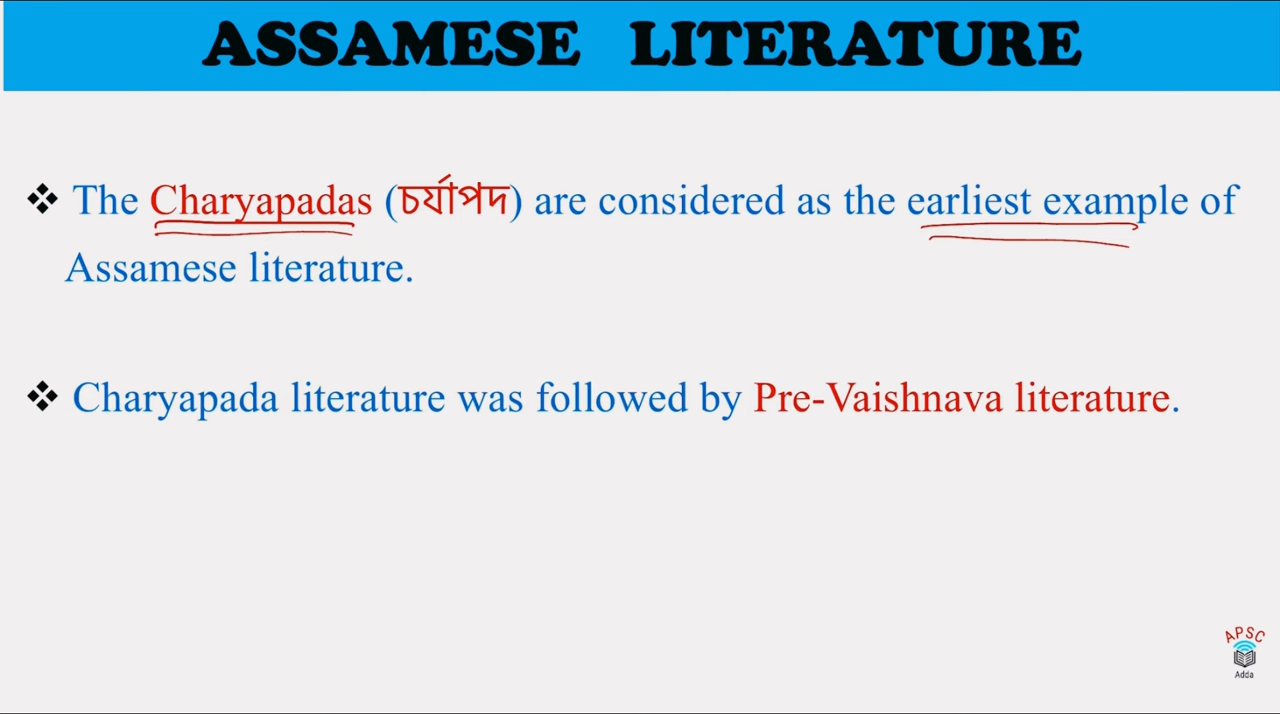 ASSAMESE LITERATURE
❖ The Charyapadas (চর্যাপদ) are considered as the earliest example of
Assamese literature.
❖ Charyapada literature was followed by Pre-Vaishnava literature.
APSC
Adda